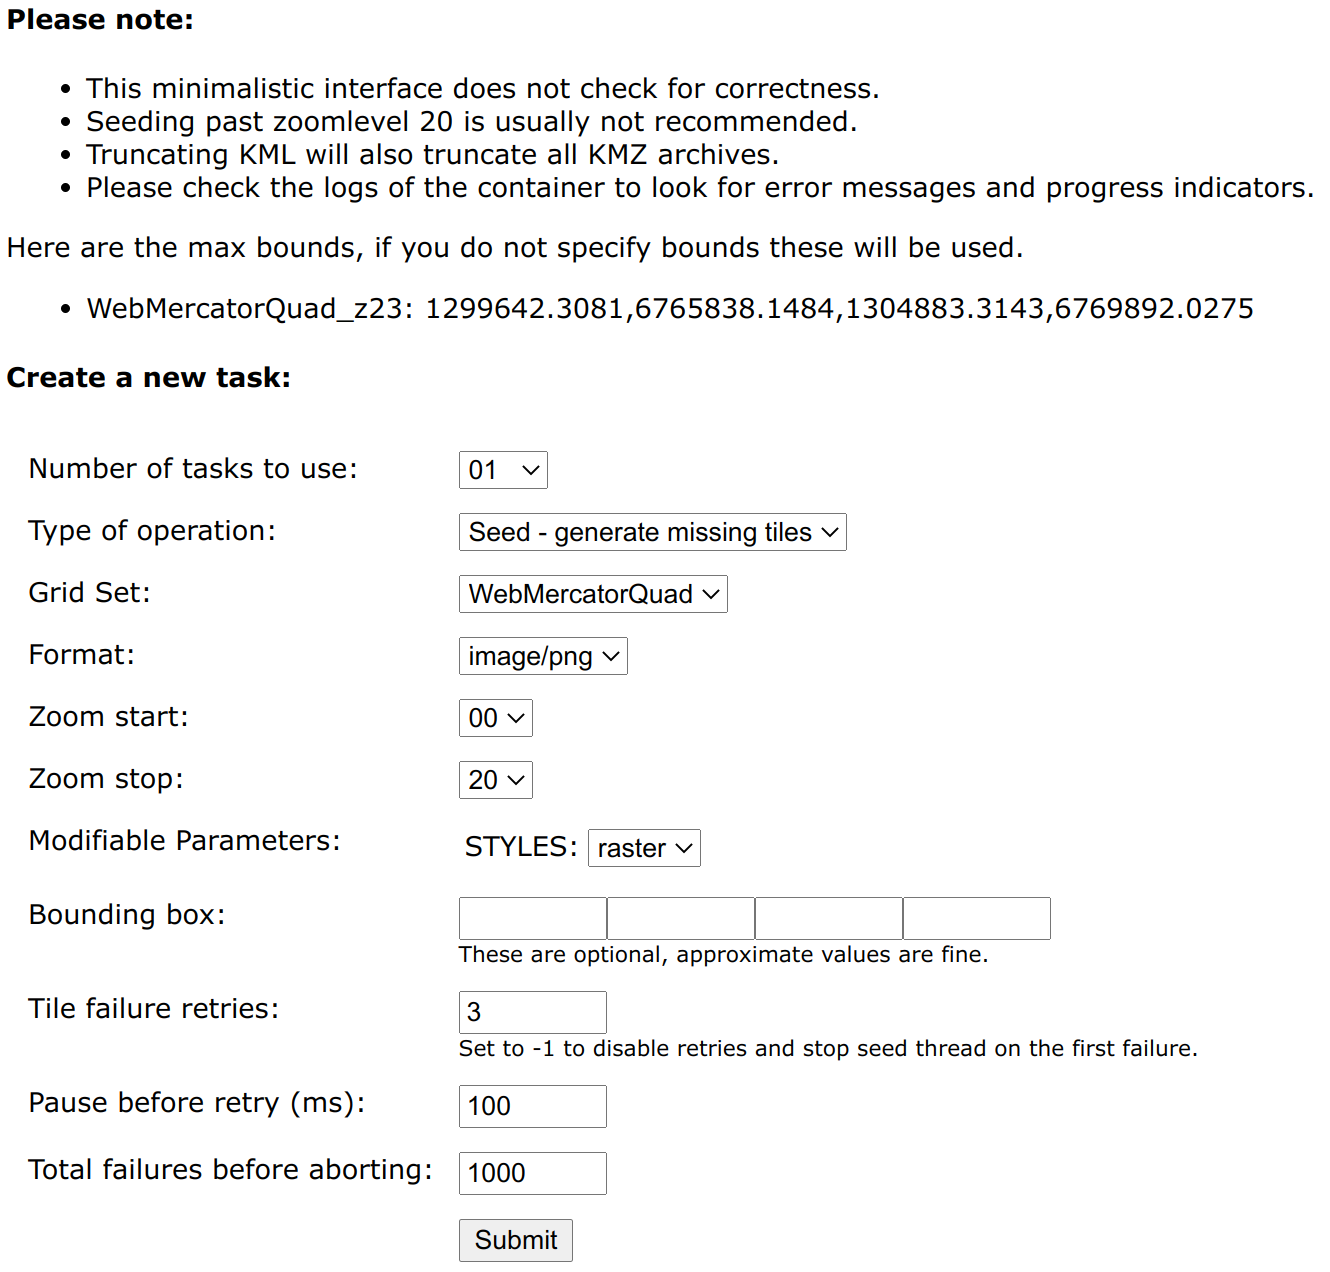 Please note:
This minimalistic interface does not check for correctness.
Seeding past zoomlevel 20 is usually not recommended.
Truncating KML will also truncate all KMZ archives.
Please check the logs of the container to look for error messages and progress indicators.
Here are the max bounds, if you do not specify bounds these will be used.
WebMercatorQuad_z23: 1299642.3081,6765838.1484,1304883.3143,6769892.0275
Create a new task:
Number of tasks to use: 01
Type of operation: Seed - generate missing tiles
Grid Set: WebMercatorQuad
Format: image/png
Zoom start: 00
Zoom stop: 20
Modifiable Parameters: STYLES: raster
Bounding box:
These are optional, approximate values are fine.
Tile failure retries: 3
Set to -1 to disable retries and stop seed thread on the first failure.
Pause before retry (ms): 100
Total failures before aborting: 1000
Submit